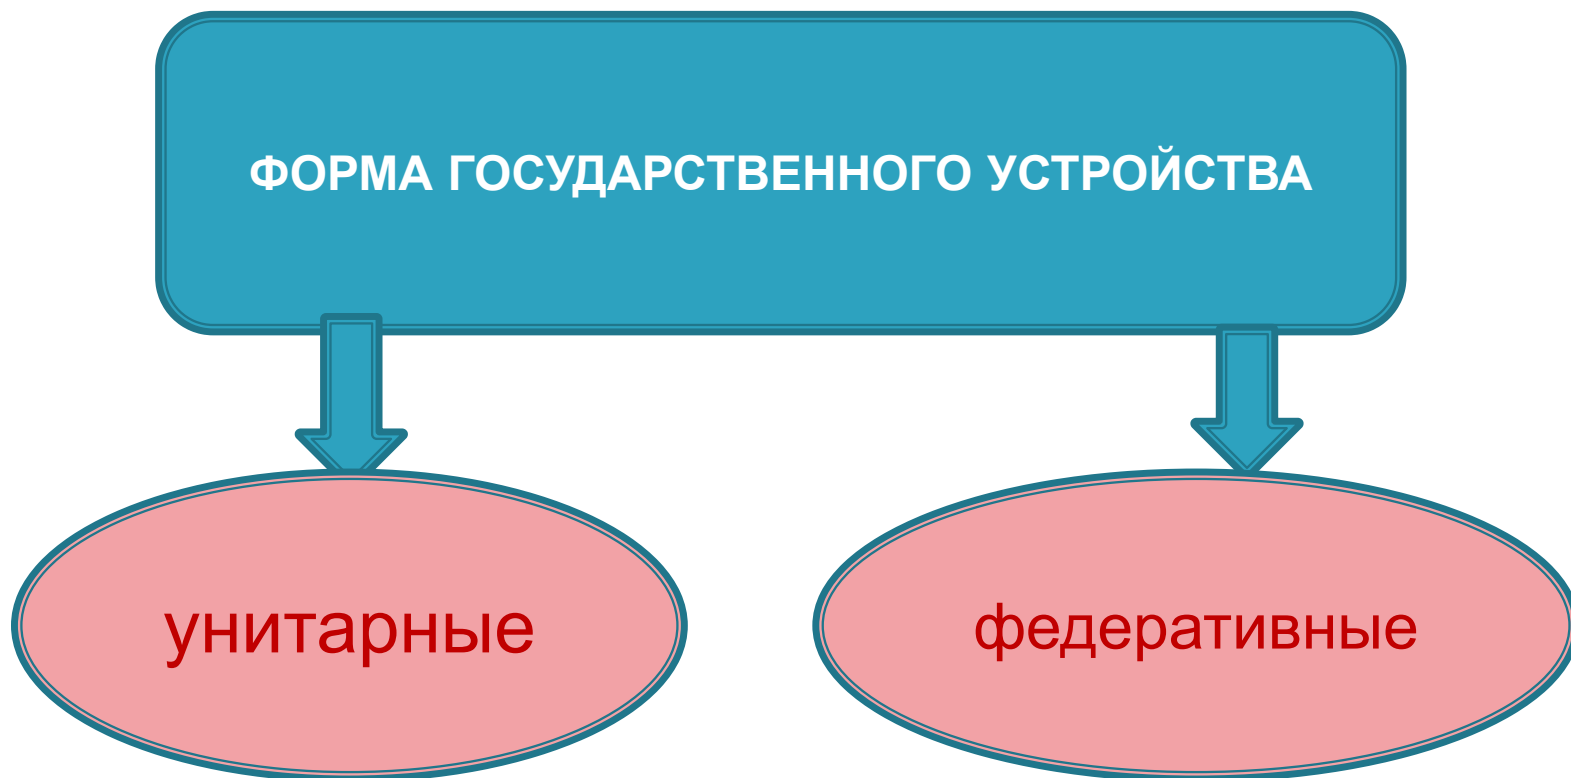 ФОРМА ГОСУДАРСТВЕННОГО УСТРОЙСТВА
унитарные
федеративные